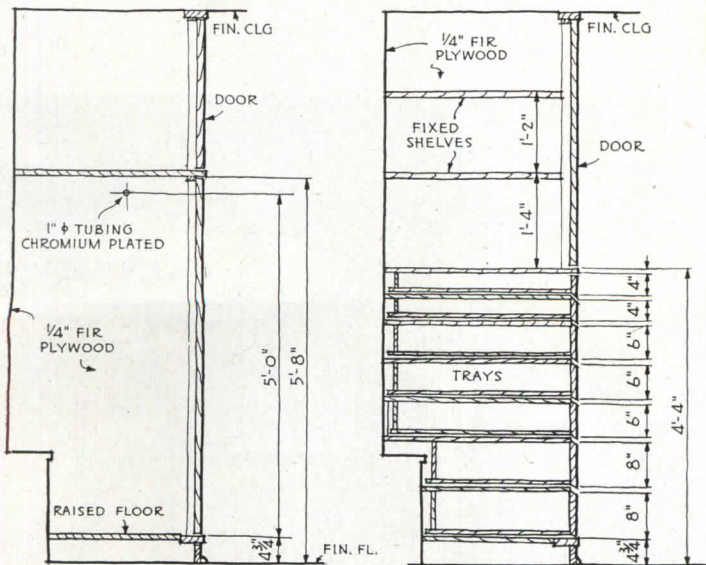 FIN. CLG
DOOR
1" ϕ TUBING
CHROMIUM PLATED
1/4" FIR
PLYWOOD
5'-0"
5'-8"
RAISED FLOOR
4 3/4"
FIN. FL.
FIN. CLG
1/4" FIR
PLYWOOD
FIXED
SHELVES
1'-2"
DOOR
1'-4"
4"
4"
6"
TRAYS
6"
6"
4'-4"
8"
8"
4 3/4"